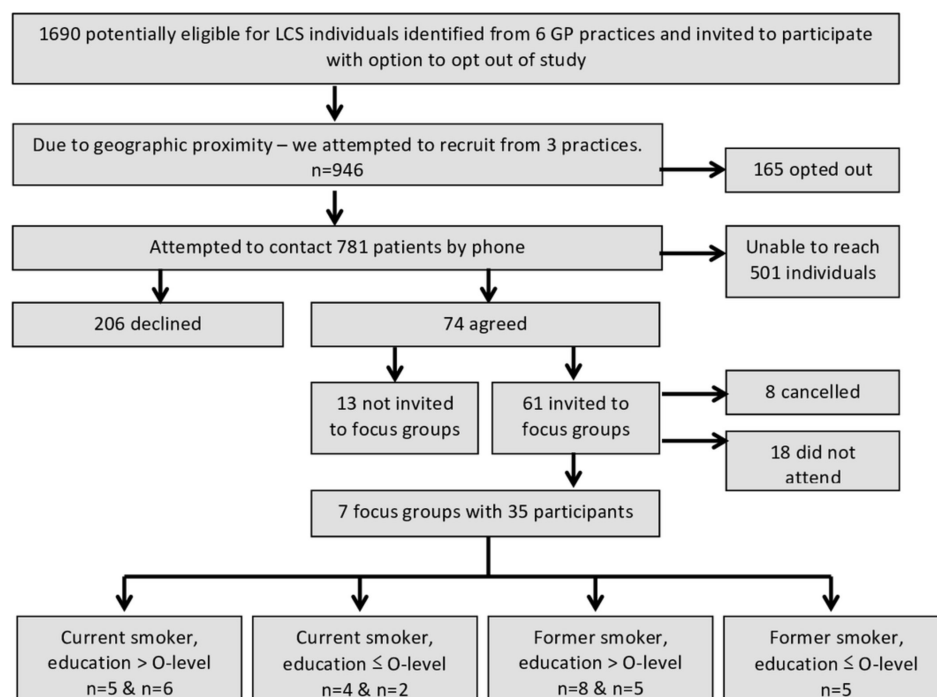 1690 potentially eligible for LCS individuals identified from 6 GP practices and invited to participate
with option to opt out of study
Due to geographic proximity – we attempted to recruit from 3 practices.
n=946
165 opted out
Attempted to contact 781 patients by phone
Unable to reach
501 individuals
206 declined
74 agreed
13 not invited
to focus groups
61 invited to
focus groups
8 cancelled
18 did not
attend
7 focus groups with 35 participants
Current smoker,
education > O-level
n=5 & n=6
Current smoker,
education ≤ O-level
n=4 & n=2
Former smoker,
education > O-level
n=8 & n=5
Former smoker,
education ≤ O-level
n=5